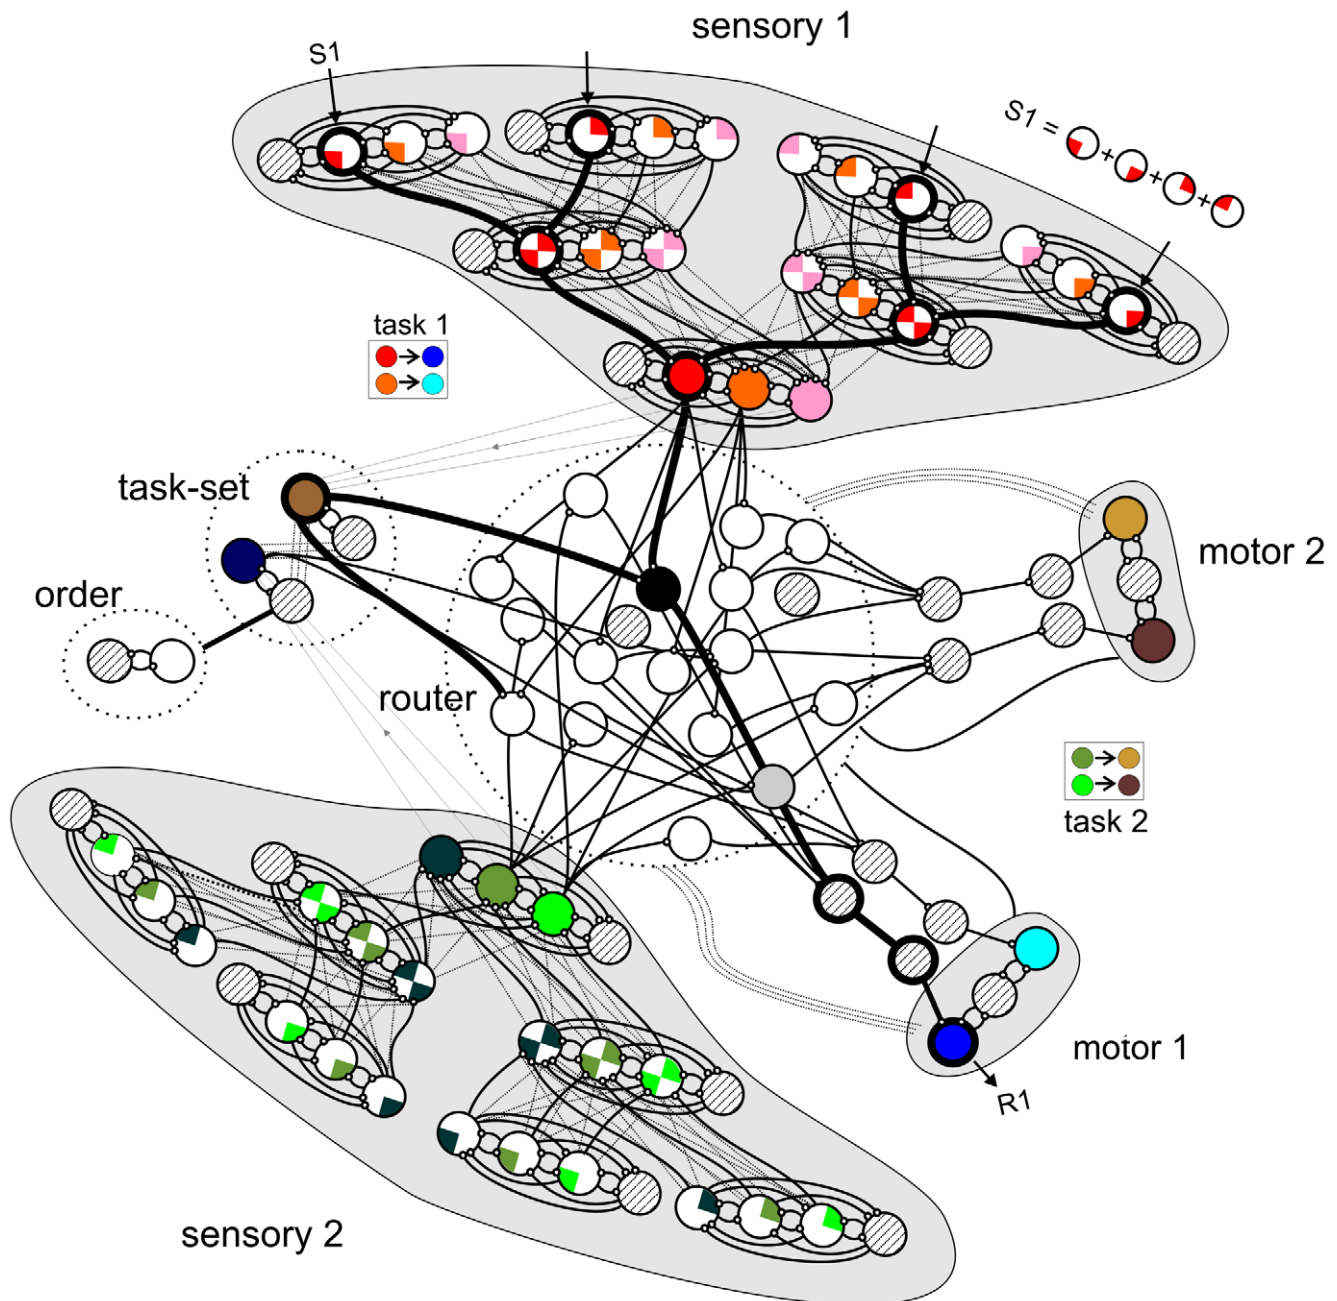 sensory 1
S1
S1 = + + +
task 1
task-set
motor 2
order
router
task 2
motor 1
R1
sensory 2